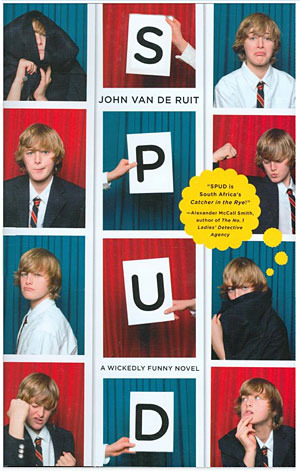 S
JOHN VAN DE RUIT
P
"SPUD is
South Africa's
Catcher in the Rye!"
—Alexander McCall Smith,
author of The No. 1
Ladies' Detective
Agency
U
A WICKEDLY FUNNY NOVEL
D